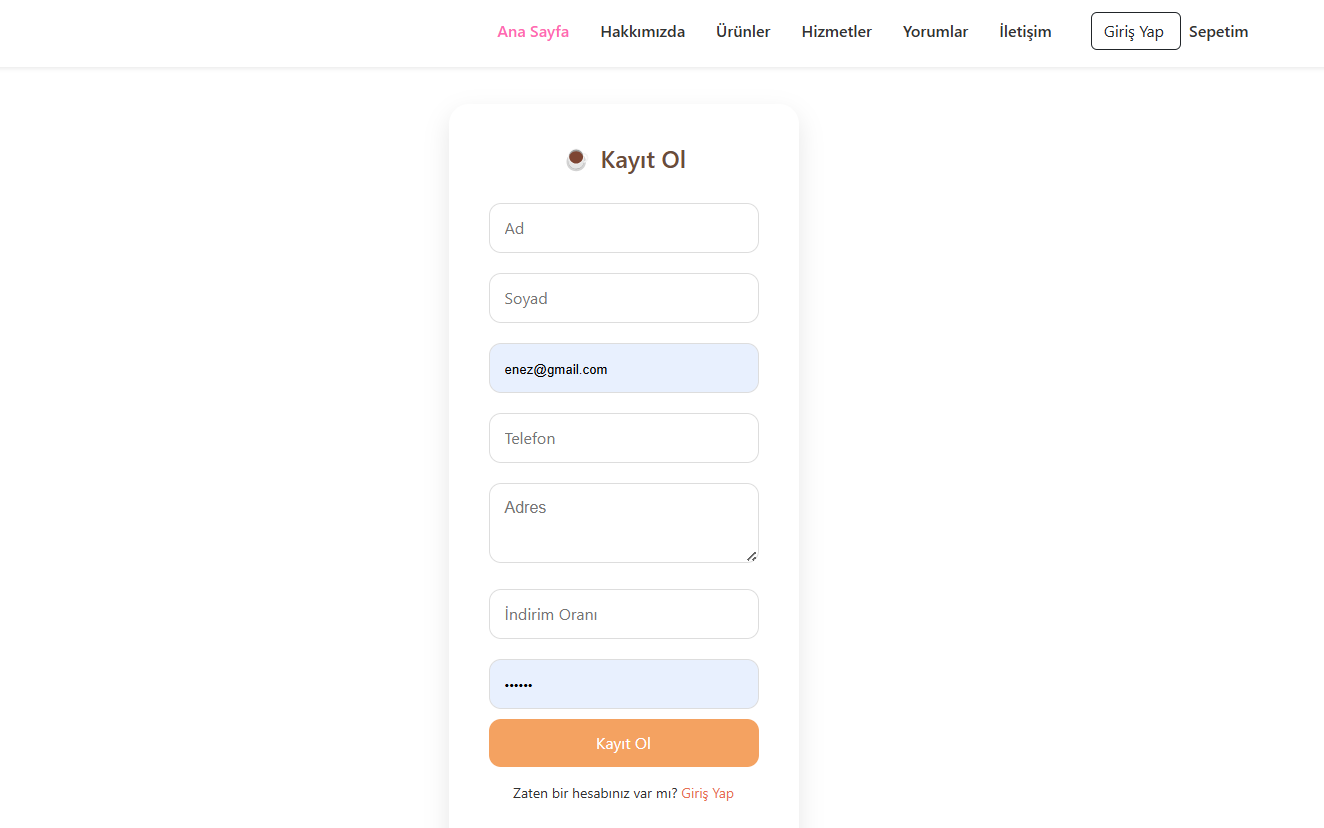 Ana Sayfa Hakkımızda Ürünler Hizmetler Yorumlar İletişim Giriş Yap Sepetim
Kayıt Ol
Ad
Soyad
enez@gmail.com
Telefon
Adres
İndirim Oranı
••••••
Kayıt Ol
Zaten bir hesabınız var mı? Giriş Yap